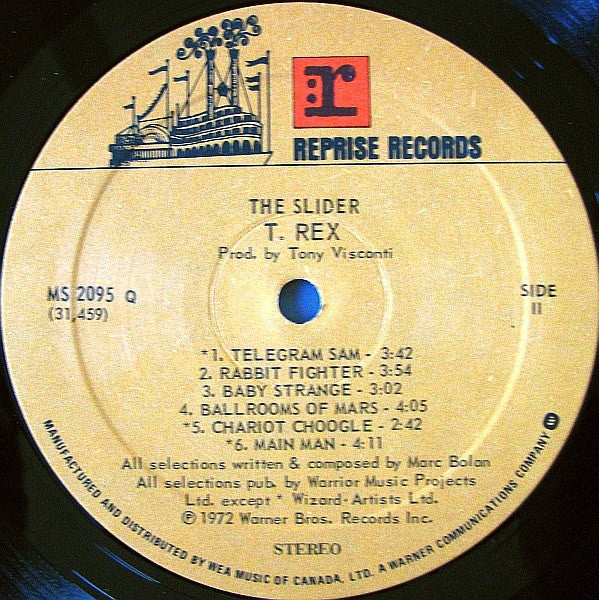 r
REPRISE RECORDS
THE SLIDER
T. REX
Prod. by Tony Visconti
MS 2095 Q
(31,459)
SIDE
II
*1. TELEGRAM SAM - 3:42
2. RABBIT FIGHTER - 3:54
3. BABY STRANGE - 3:02
4. BALLROOMS OF MARS - 4:05
*5. CHARIOT CHOOGLE - 2:42
*6. MAIN MAN - 4:11
All selections written & composed by Marc Bolan
All selections pub. by Warrior Music Projects
Ltd. except * Wizard-Artists Ltd.
℗ 1972 Warner Bros. Records Inc.
STEREO
MANUFACTURED AND DISTRIBUTED BY WEA MUSIC OF CANADA, LTD. A WARNER COMMUNICATIONS COMPANY